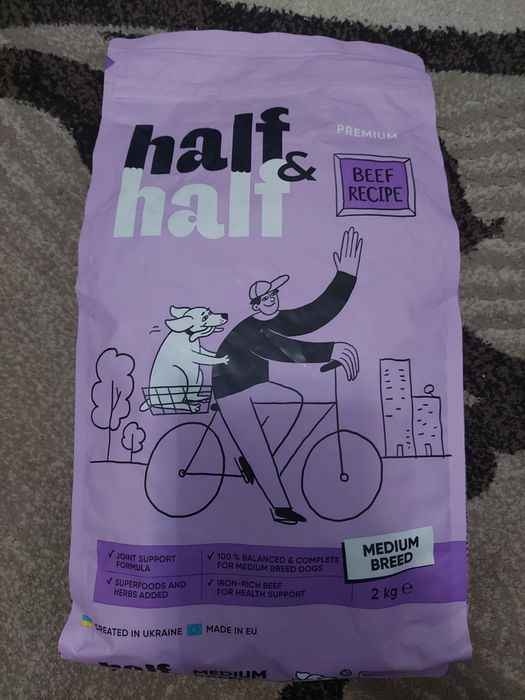 half
&
half
PREMIUM
BEEF
RECIPE
✓ JOINT SUPPORT
FORMULA
✓ 100 % BALANCED & COMPLETE
FOR MEDIUM BREED DOGS
✓ SUPERFOODS AND
HERBS ADDED
✓ IRON-RICH BEEF
FOR HEALTH SUPPORT
MEDIUM
BREED
2 kg ℮
CREATED IN UKRAINE
MADE IN EU
half
MEDIUM